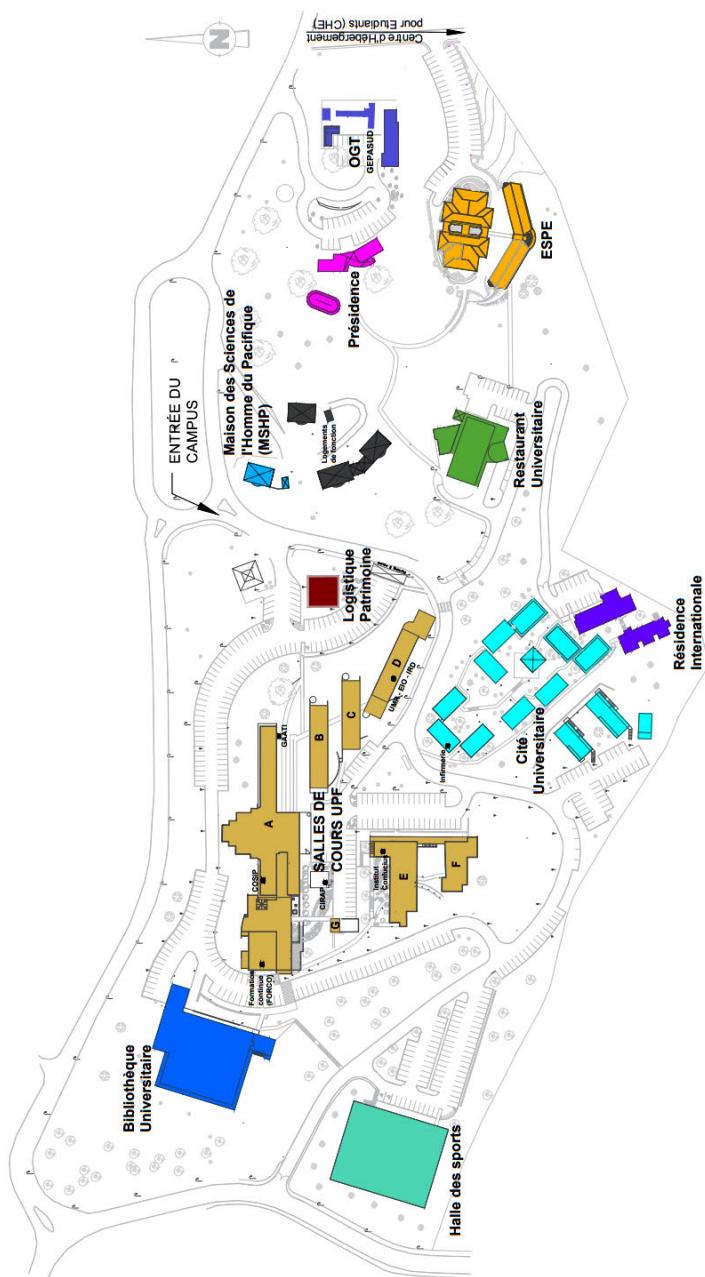 N
Centre d'Hébergement
pour Etudiants (CHE)
OGT
GEPASUD
ESPE
Présidence
Maison des Sciences de
l'Homme du Pacifique
(MSHP)
ENTRÉE DU
CAMPUS
Logements
de fonction
Restaurant
Universitaire
Logistique
Patrimoine
Résidence
Internationale
Cité
Universitaire
Infirmerie
D
UMR - EIO - IRD
C
B
GAATI
A
SALLES DE
COURS UPF
COSIP
CIRAP
G
Institut
Confucius
E
F
Formation
continue
(FORCO)
Bibliothèque
Universitaire
Halle des sports